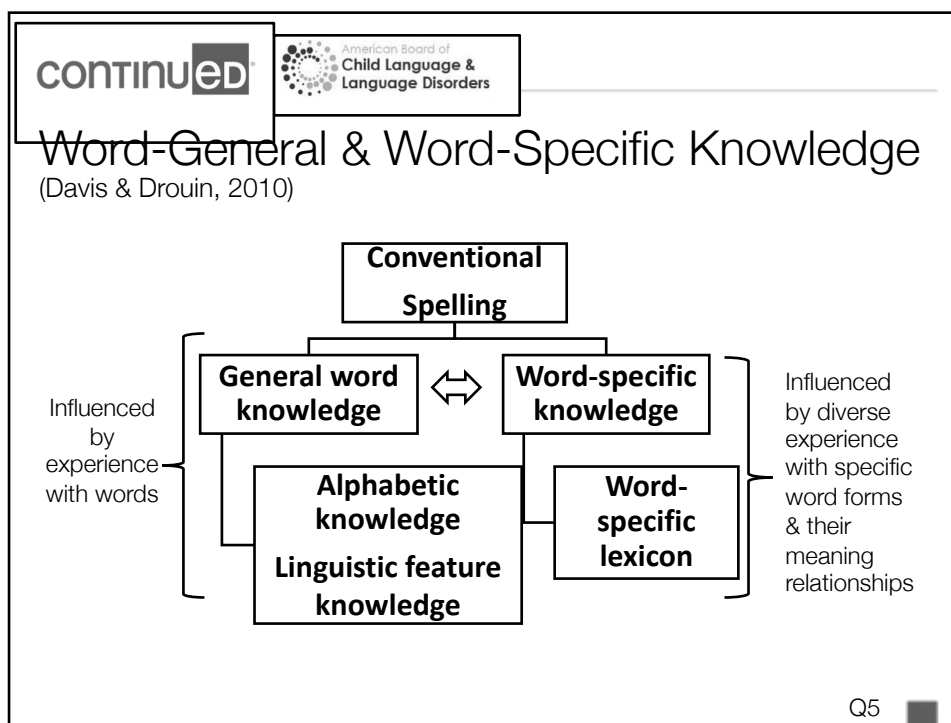 CONTINUED
American Board of
Child Language &
Language Disorders
Word-General & Word-Specific Knowledge
(Davis & Drouin, 2010)
Conventional
Spelling
General word
knowledge
Word-specific
knowledge
Influenced
by
experience
with words
Alphabetic
knowledge
Linguistic feature
knowledge
Word-
specific
lexicon
Influenced
by diverse
experience
with specific
word forms
& their
meaning
relationships
Q5